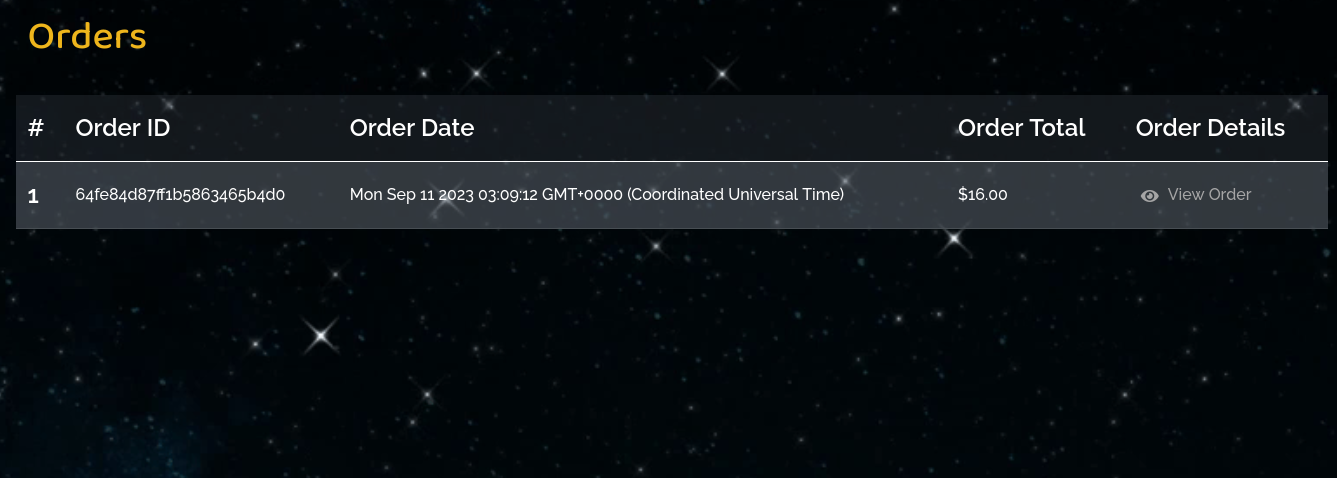 Orders
# Order ID Order Date Order Total Order Details
1 64fe84d87ff1b5863465b4d0 Mon Sep 11 2023 03:09:12 GMT+0000 (Coordinated Universal Time) $16.00 View Order